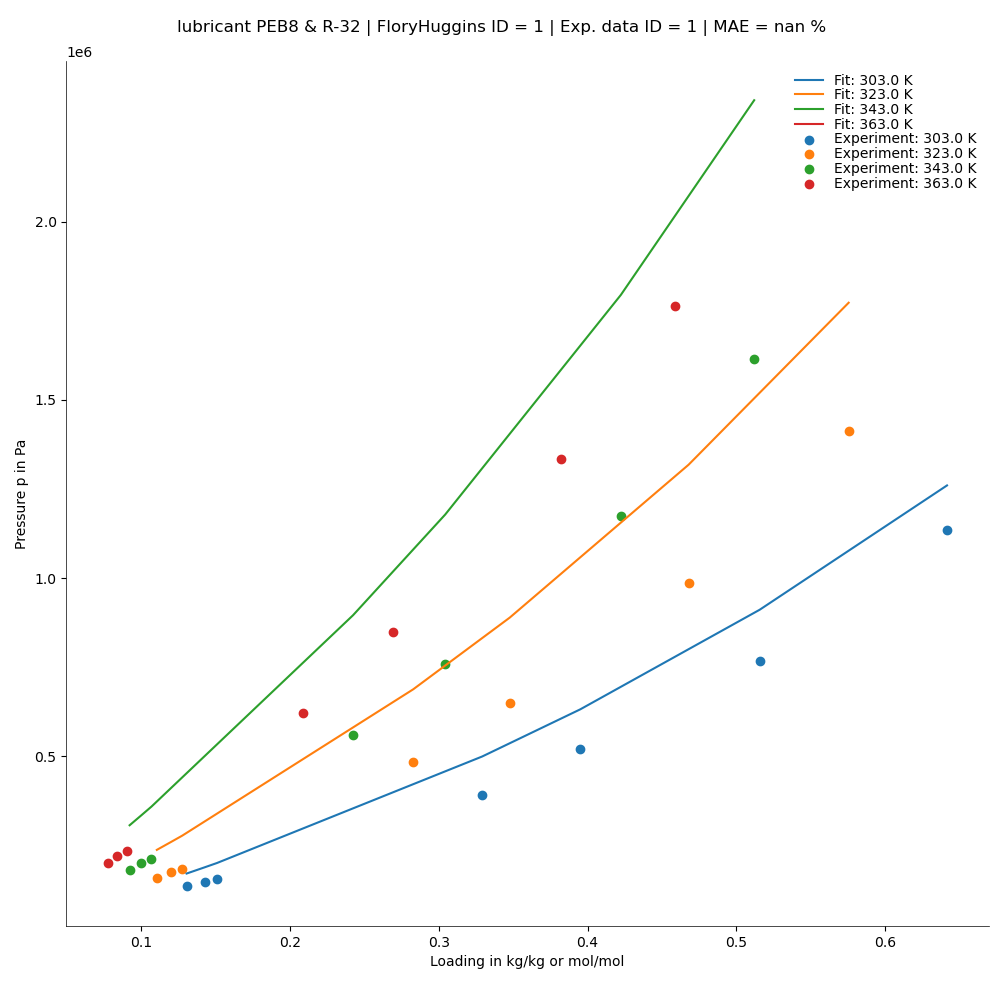 lubricant PEB8 & R-32 | FloryHuggins ID = 1 | Exp. data ID = 1 | MAE = nan %
1e6
Fit: 303.0 K
Fit: 323.0 K
Fit: 343.0 K
Fit: 363.0 K
Experiment: 303.0 K
Experiment: 323.0 K
Experiment: 343.0 K
Experiment: 363.0 K
2.0
1.5
1.0
0.5
Pressure p in Pa
0.1 0.2 0.3 0.4 0.5 0.6
Loading in kg/kg or mol/mol